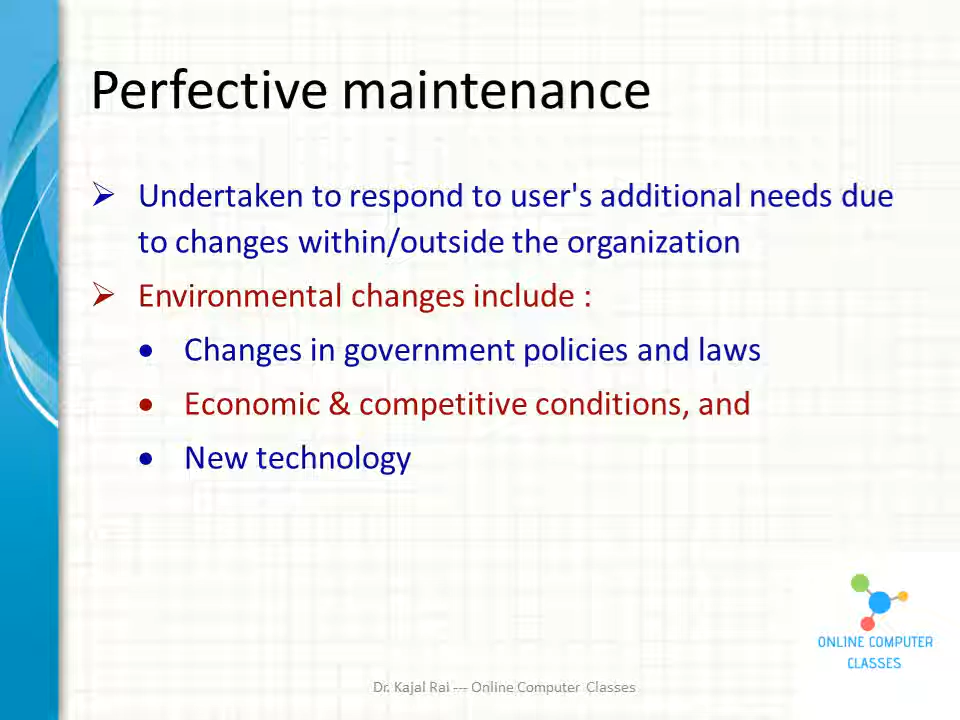 Perfective maintenance
➢ Undertaken to respond to user's additional needs due
to changes within/outside the organization
➢ Environmental changes include :
• Changes in government policies and laws
• Economic & competitive conditions, and
• New technology
ONLINE COMPUTER
CLASSES
Dr. Kajal Rai --- Online Computer Classes